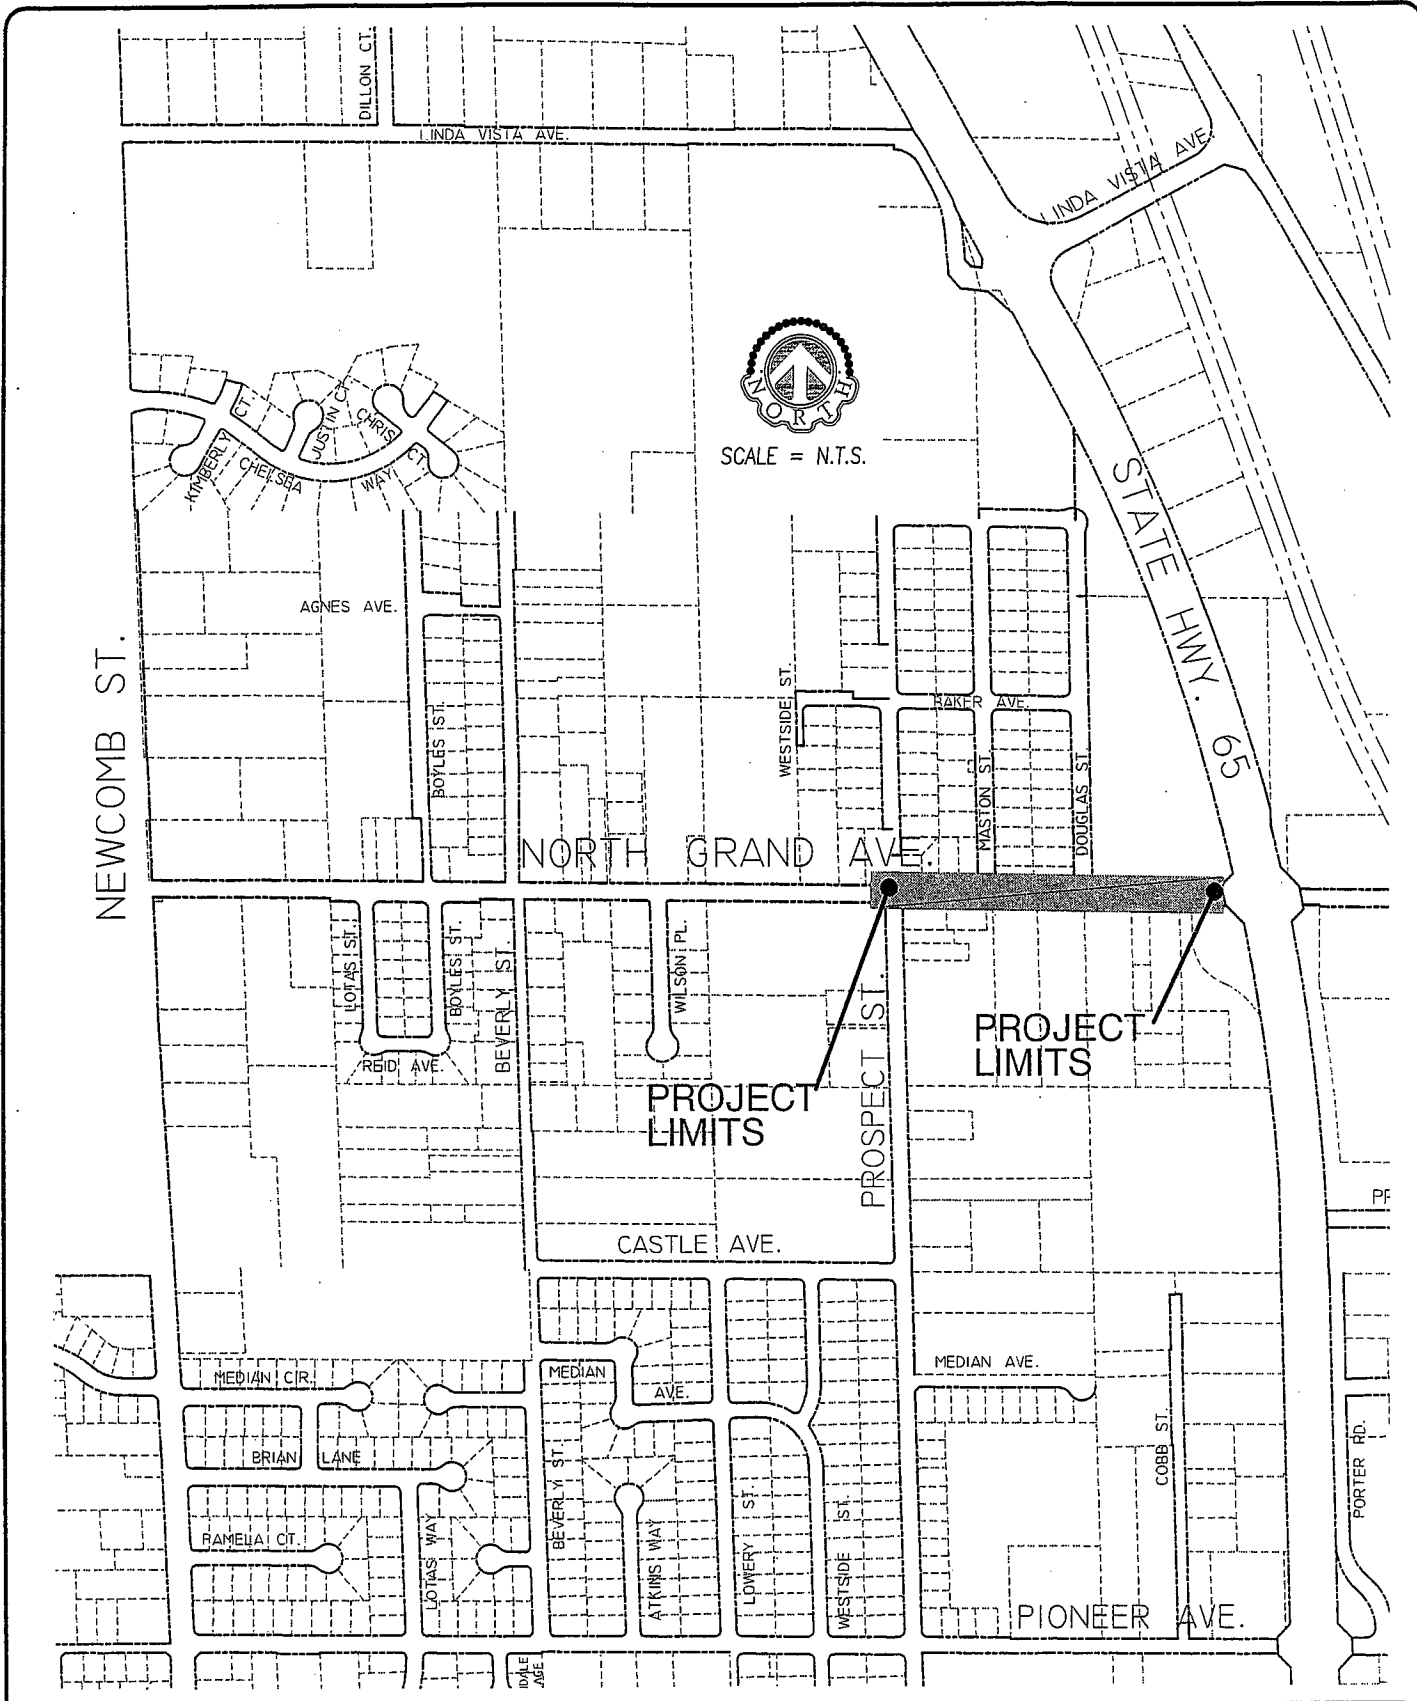 DILLON CT.
LINDA VISTA AVE.
LINDA VISTA AVE.
NORTH
SCALE = N.T.S.
KIMBERLY CT
CHELSEA WAY
JUSTIN CT
CHRIS CT.
STATE HWY. 65
AGNES AVE.
NEWCOMB ST.
BOYLES ST.
WESTSIDE ST.
BAKER AVE.
MASTON ST
DOUGLAS ST
NORTH GRAND AVE.
LOTAS ST.
BOYLES ST.
BEVERLY ST.
WILSON PL.
REID AVE.
PROSPECT ST.
PROJECT
LIMITS
PROJECT
LIMITS
CASTLE AVE.
MEDIAN CIR.
MEDIAN AVE.
MEDIAN AVE.
BRIAN LANE
RAMELIA CT.
LOTAS WAY
BEVERLY ST.
ATKINS WAY
LOWERY ST.
WESTSIDE ST.
COBB ST.
PORTER RD.
PIONEER AVE.